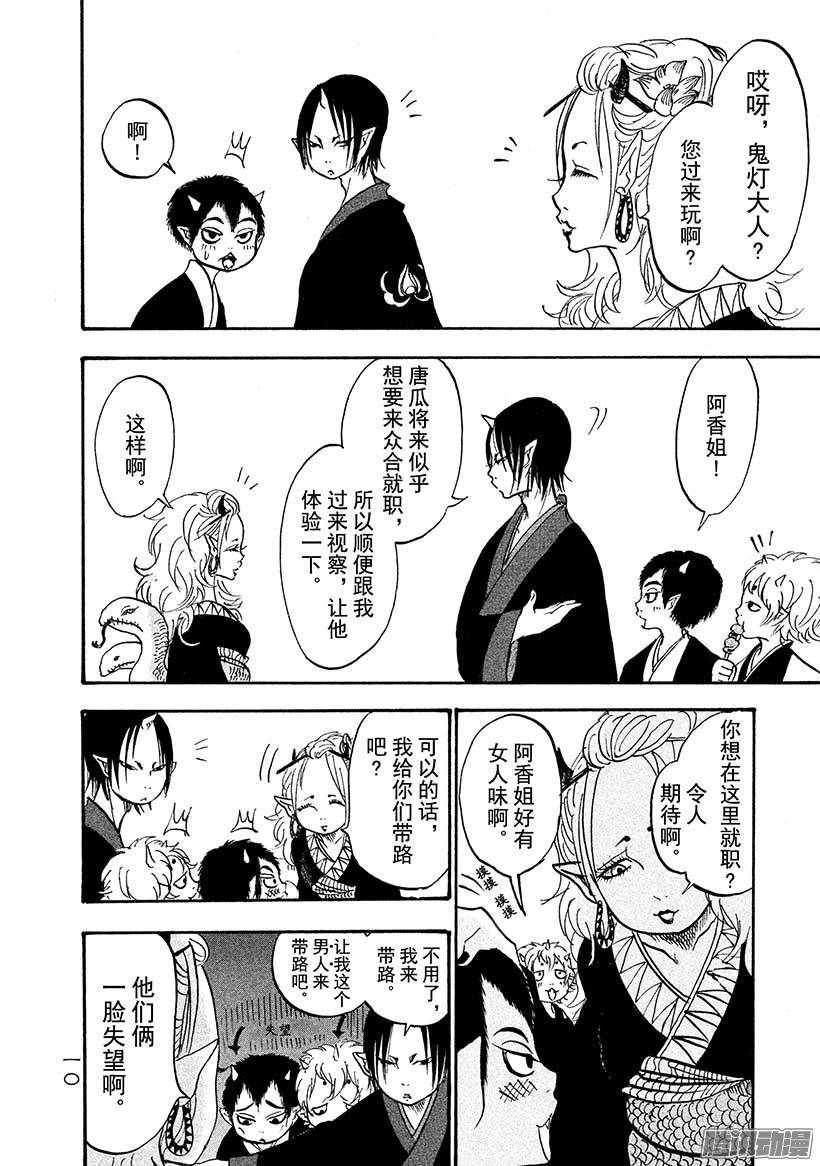 哎呀，鬼灯大人？
您过来玩啊？
啊！
阿香姐！
唐瓜将来似乎
想要来众合就职，
所以顺便跟我
过来视察，让他
体验一下。
这样啊。
你想在这里就职？
令人
期待啊。
阿香姐好有
女人味啊。
摸摸
摸摸
可以的话，
我给你们带路
吧？
不用了，
我来
带路。
让我这个
男人来
带路吧。
失望
他们俩
一脸失望啊。
10
腾讯动漫